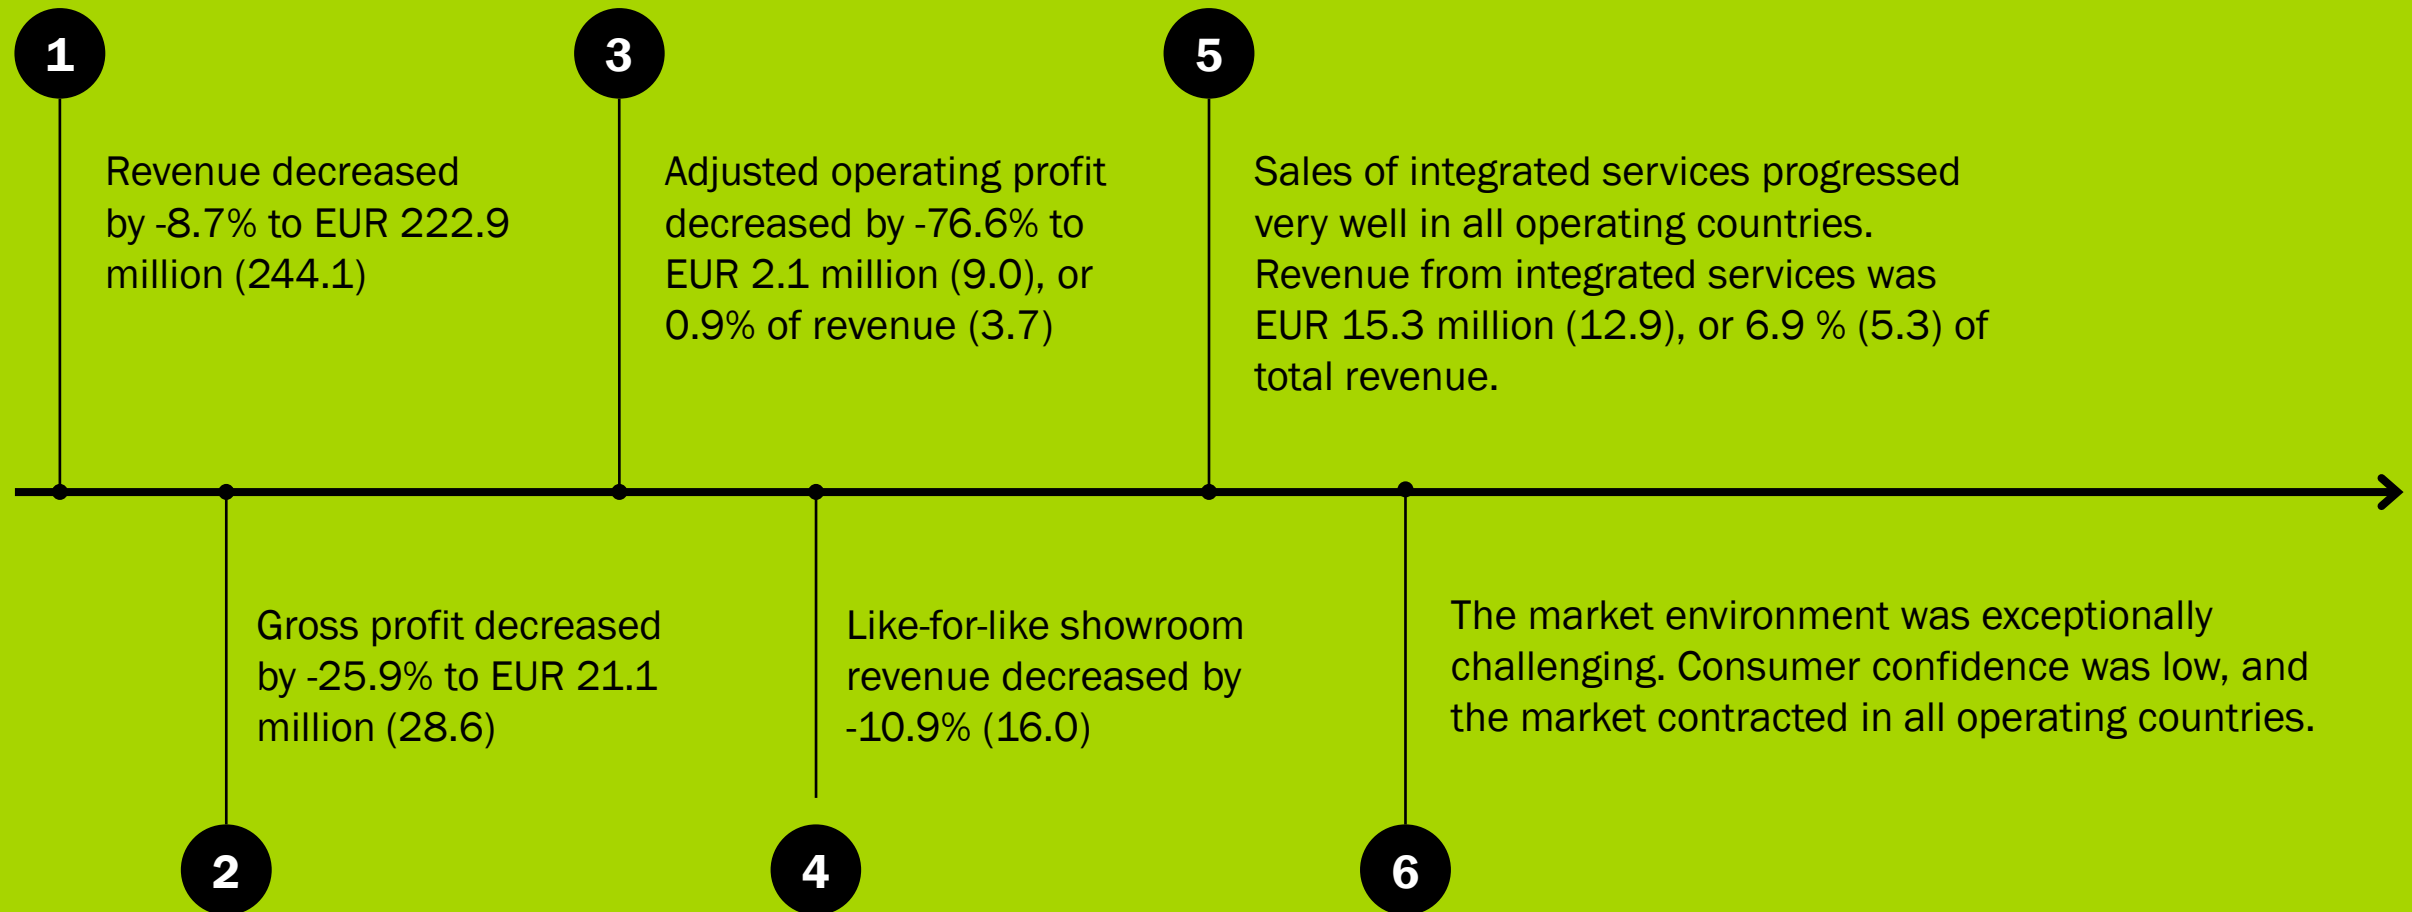 1
Revenue decreased
by -8.7% to EUR 222.9
million (244.1)
2
Gross profit decreased
by -25.9% to EUR 21.1
million (28.6)
3
Adjusted operating profit
decreased by -76.6% to
EUR 2.1 million (9.0), or
0.9% of revenue (3.7)
4
Like-for-like showroom
revenue decreased by
-10.9% (16.0)
5
Sales of integrated services progressed
very well in all operating countries.
Revenue from integrated services was
EUR 15.3 million (12.9), or 6.9 % (5.3) of
total revenue.
6
The market environment was exceptionally
challenging. Consumer confidence was low, and
the market contracted in all operating countries.